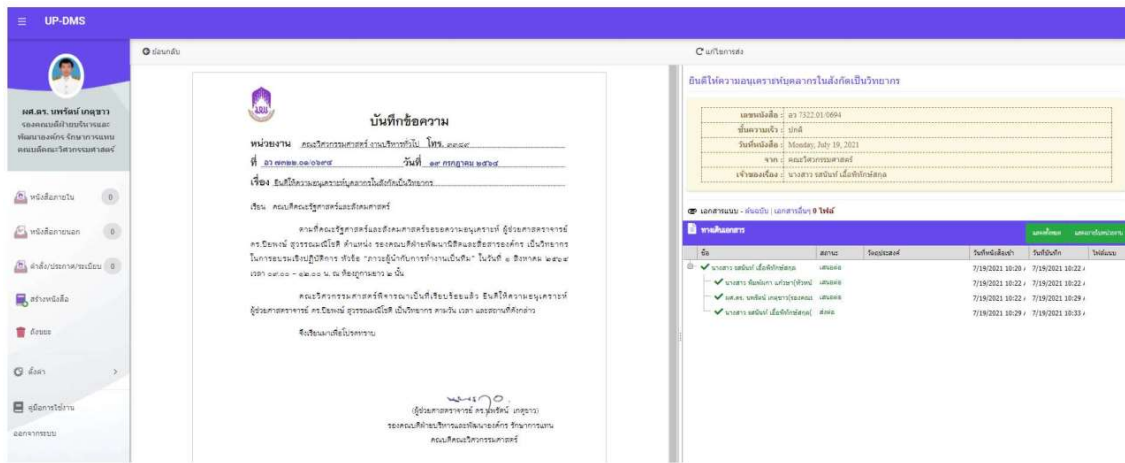 UP-DMS
ย้อนกลับ
แก้ไขการส่ง
ผศ.ดร. นพรัตน์ เกตุขาว
รองคณบดีฝ่ายบริหารและ
พัฒนาองค์กร รักษาการแทน
คณบดีคณะวิศวกรรมศาสตร์
หนังสือภายใน 0
หนังสือภายนอก 0
คำสั่ง/ประกาศ/ระเบียบ 0
สร้างหนังสือ
ถังขยะ
ตั้งค่า
คู่มือการใช้งาน
ออกจากระบบ
บันทึกข้อความ
หน่วยงาน คณะวิศวกรรมศาสตร์ งานบริหารทั่วไป โทร.
ที่ อว ๗๓๒๒.๐๑/๐๖๙๔ วันที่ ๑๙ กรกฎาคม ๒๕๖๔
เรื่อง ยินดีให้ความอนุเคราะห์บุคลากรในสังกัดเป็นวิทยากร
เรียน คณบดีคณะรัฐศาสตร์และสังคมศาสตร์
ตามที่คณะรัฐศาสตร์และสังคมศาสตร์ขอขอความอนุเคราะห์ ผู้ช่วยศาสตราจารย์
ดร.ปิยพงษ์ สุวรรณมณีโชติ ตำแหน่ง รองคณบดีฝ่ายพัฒนานิสิตและสื่อสารองค์กร เป็นวิทยากร
ในการอบรมเชิงปฏิบัติการ หัวข้อ "ภาวะผู้นำกับการทำงานเป็นทีม" ในวันที่ ๑ สิงหาคม ๒๕๖๔
เวลา ๐๙.๐๐ - ๑๒.๐๐ น. ณ ห้องภูกามยาว ๒ นั้น
คณะวิศวกรรมศาสตร์พิจารณาเป็นที่เรียบร้อยแล้ว ยินดีให้ความอนุเคราะห์
ผู้ช่วยศาสตราจารย์ ดร.ปิยพงษ์ สุวรรณมณีโชติ เป็นวิทยากร ตามวัน เวลา และสถานที่ดังกล่าว
จึงเรียนมาเพื่อโปรดทราบ
(ผู้ช่วยศาสตราจารย์ ดร.นพรัตน์ เกตุขาว)
รองคณบดีฝ่ายบริหารและพัฒนาองค์กร รักษาการแทน
คณบดีคณะวิศวกรรมศาสตร์
ยินดีให้ความอนุเคราะห์บุคลากรในสังกัดเป็นวิทยากร
เลขหนังสือ : อว 7322.01/0694
ชั้นความเร็ว : ปกติ
วันที่หนังสือ : Monday, July 19, 2021
จาก : คณะวิศวกรรมศาสตร์
เจ้าของเรื่อง : นางสาว รสนันท์ เอื้อพิทักษ์สกุล
เอกสารแนบ - ต้นฉบับ | เอกสารอื่นๆ 0 ไฟล์
ทางเดินเอกสาร แสดงทั้งหมด แสดงภายในหน่วยงาน
ชื่อ สถานะ วัตถุประสงค์ วันที่หนังสือเข้า วันที่บันทึก ไฟล์แนบ
นางสาว รสนันท์ เอื้อพิทักษ์สกุล เสนอต่อ 7/19/2021 10:20 7/19/2021 10:22
นางสาว พิมพ์ผกา แก้วษา(หัวหน้ เสนอต่อ 7/19/2021 10:22 7/19/2021 10:22
ผศ.ดร. นพรัตน์ เกตุขาว(รองคณบ เสนอต่อ 7/19/2021 10:22 7/19/2021 10:29
นางสาว รสนันท์ เอื้อพิทักษ์สกุล( ส่งต่อ 7/19/2021 10:29 7/19/2021 10:33